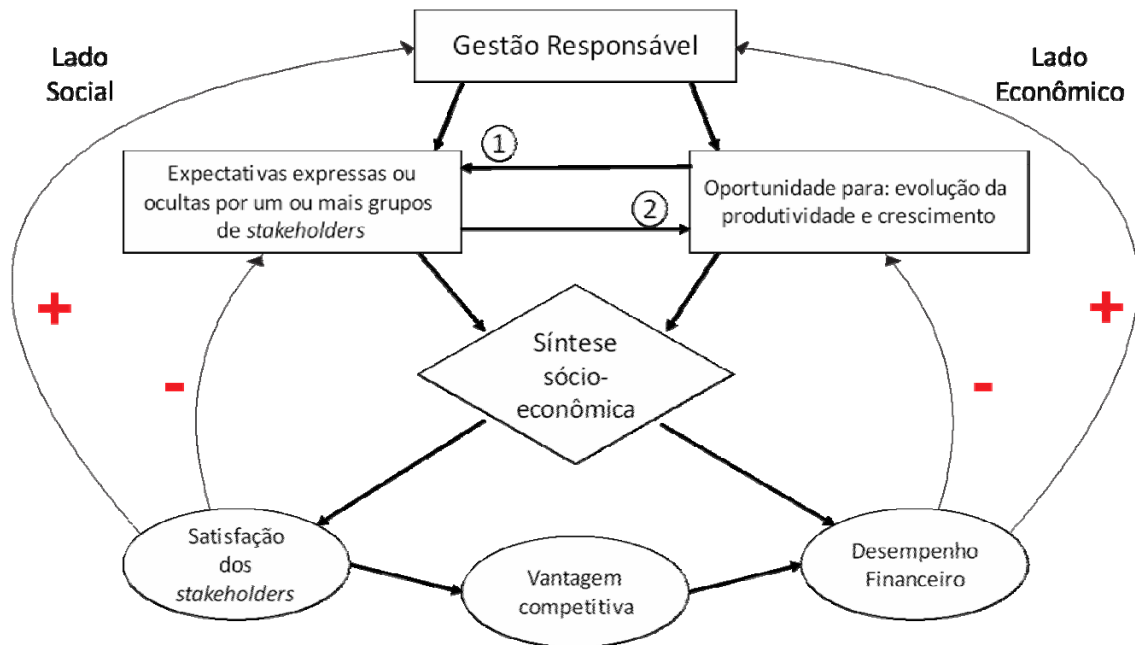 Gestão Responsável
Lado
Social
Lado
Econômico
1
Expectativas expressas ou
ocultas por um ou mais grupos
de stakeholders
Oportunidade para: evolução da
produtividade e crescimento
2
+
+
-
-
Síntese
sócio-
econômica
Satisfação
dos
stakeholders
Vantagem
competitiva
Desempenho
Financeiro